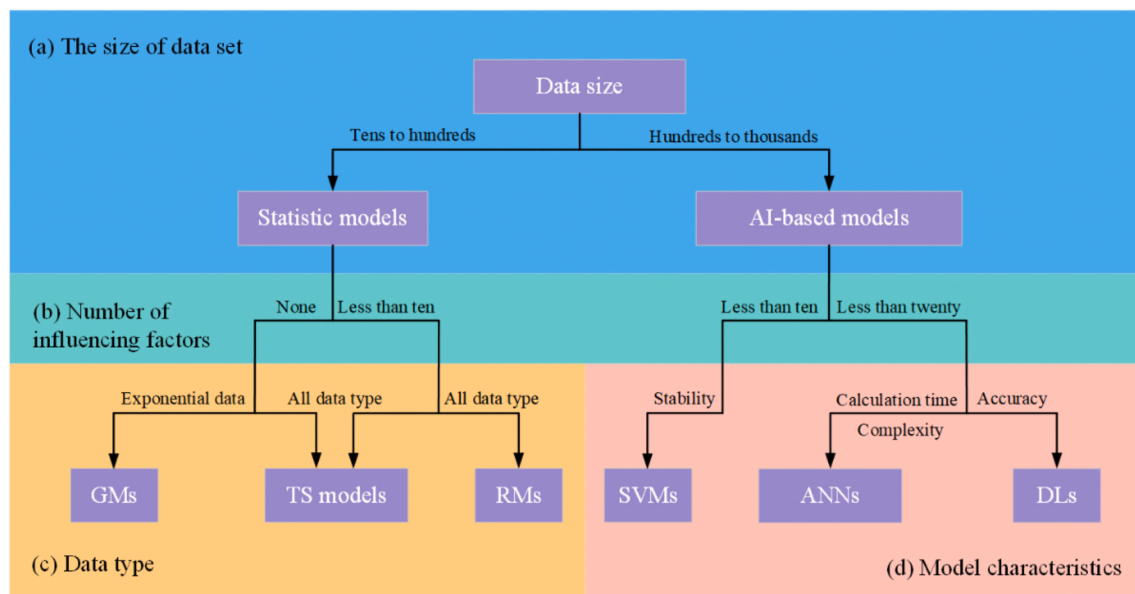 (a) The size of data set
Data size
Tens to hundreds
Hundreds to thousands
Statistic models
AI-based models
(b) Number of
influencing factors
None
Less than ten
Less than ten
Less than twenty
Exponential data
All data type
All data type
Stability
Calculation time
Complexity
Accuracy
GMs
TS models
RMs
SVMs
ANNs
DLs
(c) Data type
(d) Model characteristics